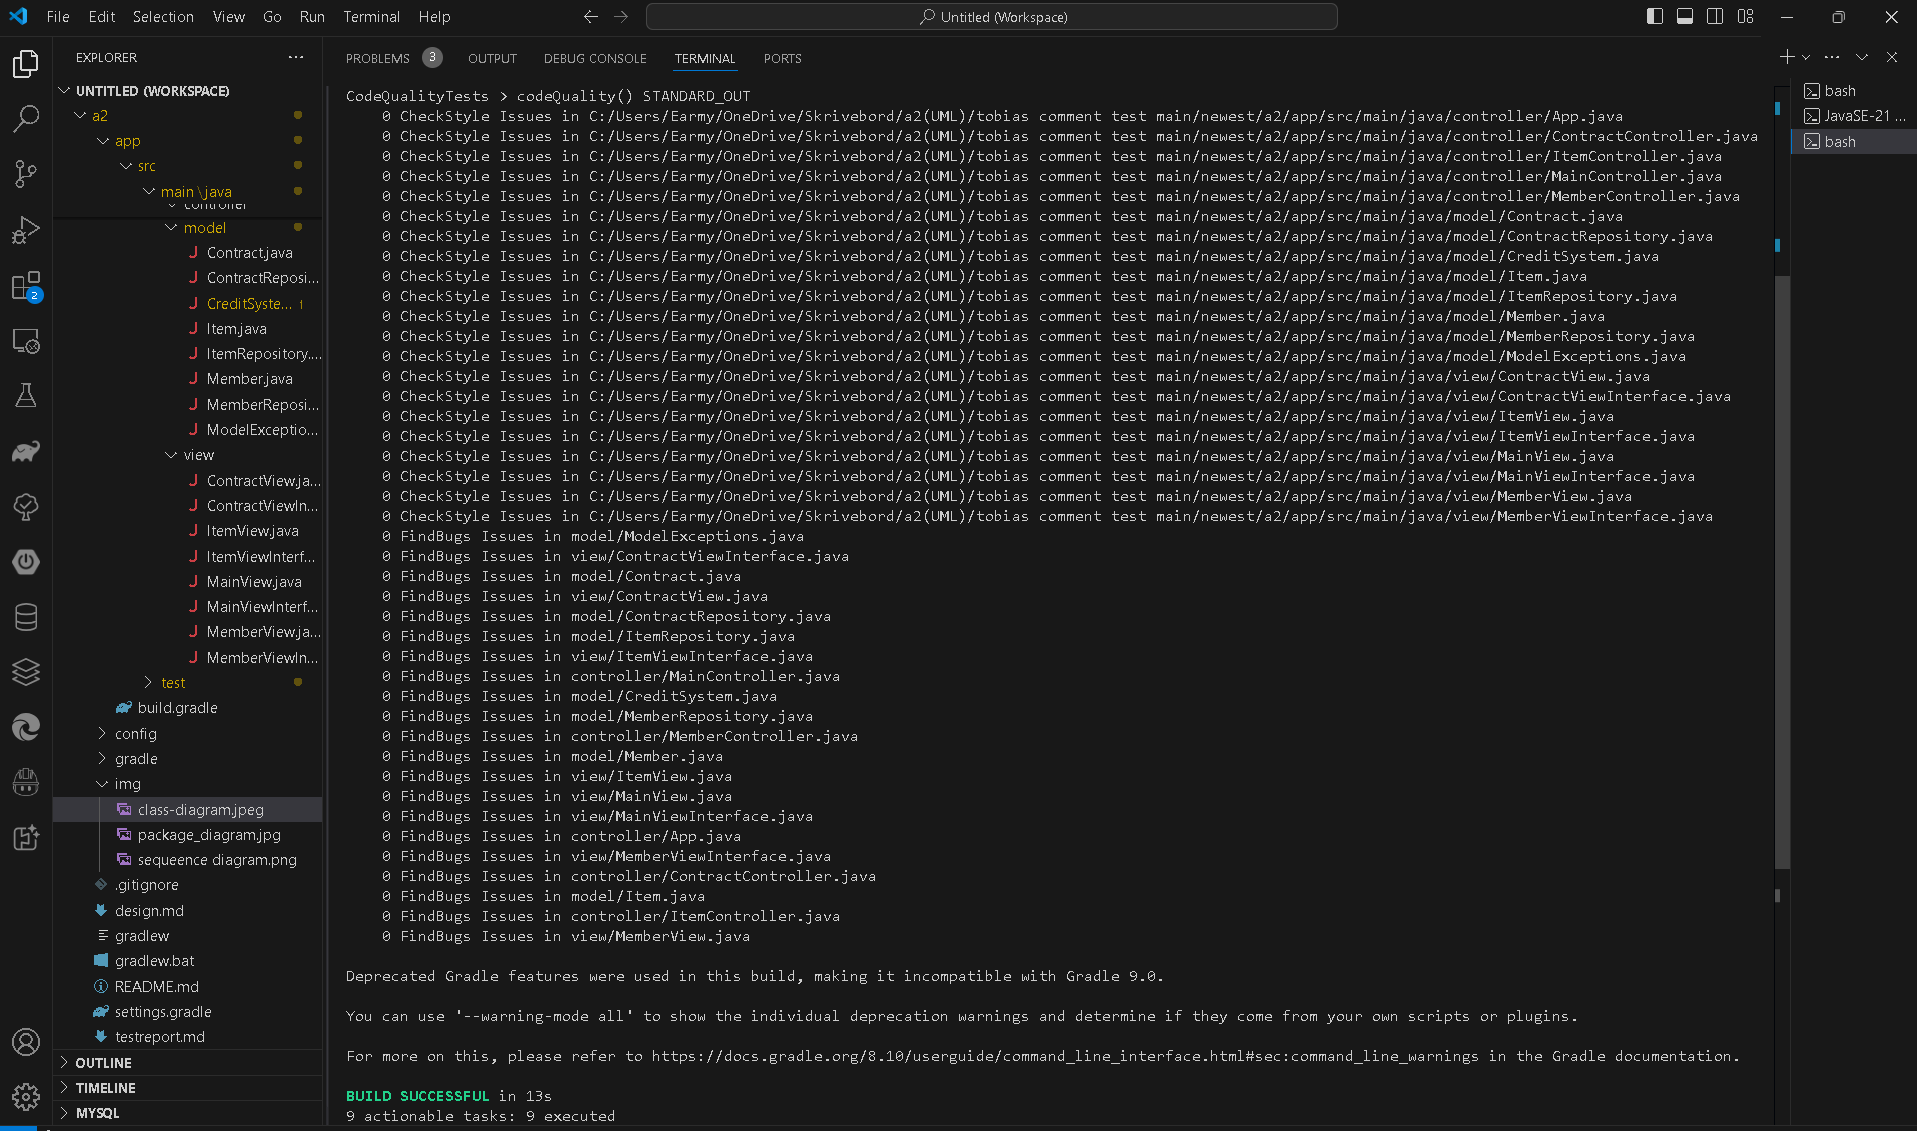 File Edit Selection View Go Run Terminal Help
Untitled (Workspace)
EXPLORER
UNTITLED (WORKSPACE)
a2
app
src
main\java
controller
model
Contract.java
ContractReposi...
CreditSyste... 1
Item.java
ItemRepository....
Member.java
MemberReposi...
ModelExceptio...
view
ContractView.ja...
ContractViewIn...
ItemView.java
ItemViewInterf...
MainView.java
MainViewInterf...
MemberView.ja...
MemberViewIn...
test
build.gradle
config
gradle
img
class-diagram.jpeg
package_diagram.jpg
sequeence diagram.png
.gitignore
design.md
gradlew
gradlew.bat
README.md
settings.gradle
testreport.md
OUTLINE
TIMELINE
MYSQL
2
PROBLEMS 3 OUTPUT DEBUG CONSOLE TERMINAL PORTS
CodeQualityTests > codeQuality() STANDARD_OUT
0 CheckStyle Issues in C:/Users/Earmy/OneDrive/Skrivebord/a2(UML)/tobias comment test main/newest/a2/app/src/main/java/controller/App.java
0 CheckStyle Issues in C:/Users/Earmy/OneDrive/Skrivebord/a2(UML)/tobias comment test main/newest/a2/app/src/main/java/controller/ContractController.java
0 CheckStyle Issues in C:/Users/Earmy/OneDrive/Skrivebord/a2(UML)/tobias comment test main/newest/a2/app/src/main/java/controller/ItemController.java
0 CheckStyle Issues in C:/Users/Earmy/OneDrive/Skrivebord/a2(UML)/tobias comment test main/newest/a2/app/src/main/java/controller/MainController.java
0 CheckStyle Issues in C:/Users/Earmy/OneDrive/Skrivebord/a2(UML)/tobias comment test main/newest/a2/app/src/main/java/controller/MemberController.java
0 CheckStyle Issues in C:/Users/Earmy/OneDrive/Skrivebord/a2(UML)/tobias comment test main/newest/a2/app/src/main/java/model/Contract.java
0 CheckStyle Issues in C:/Users/Earmy/OneDrive/Skrivebord/a2(UML)/tobias comment test main/newest/a2/app/src/main/java/model/ContractRepository.java
0 CheckStyle Issues in C:/Users/Earmy/OneDrive/Skrivebord/a2(UML)/tobias comment test main/newest/a2/app/src/main/java/model/CreditSystem.java
0 CheckStyle Issues in C:/Users/Earmy/OneDrive/Skrivebord/a2(UML)/tobias comment test main/newest/a2/app/src/main/java/model/Item.java
0 CheckStyle Issues in C:/Users/Earmy/OneDrive/Skrivebord/a2(UML)/tobias comment test main/newest/a2/app/src/main/java/model/ItemRepository.java
0 CheckStyle Issues in C:/Users/Earmy/OneDrive/Skrivebord/a2(UML)/tobias comment test main/newest/a2/app/src/main/java/model/Member.java
0 CheckStyle Issues in C:/Users/Earmy/OneDrive/Skrivebord/a2(UML)/tobias comment test main/newest/a2/app/src/main/java/model/MemberRepository.java
0 CheckStyle Issues in C:/Users/Earmy/OneDrive/Skrivebord/a2(UML)/tobias comment test main/newest/a2/app/src/main/java/model/ModelExceptions.java
0 CheckStyle Issues in C:/Users/Earmy/OneDrive/Skrivebord/a2(UML)/tobias comment test main/newest/a2/app/src/main/java/view/ContractView.java
0 CheckStyle Issues in C:/Users/Earmy/OneDrive/Skrivebord/a2(UML)/tobias comment test main/newest/a2/app/src/main/java/view/ContractViewInterface.java
0 CheckStyle Issues in C:/Users/Earmy/OneDrive/Skrivebord/a2(UML)/tobias comment test main/newest/a2/app/src/main/java/view/ItemView.java
0 CheckStyle Issues in C:/Users/Earmy/OneDrive/Skrivebord/a2(UML)/tobias comment test main/newest/a2/app/src/main/java/view/ItemViewInterface.java
0 CheckStyle Issues in C:/Users/Earmy/OneDrive/Skrivebord/a2(UML)/tobias comment test main/newest/a2/app/src/main/java/view/MainView.java
0 CheckStyle Issues in C:/Users/Earmy/OneDrive/Skrivebord/a2(UML)/tobias comment test main/newest/a2/app/src/main/java/view/MainViewInterface.java
0 CheckStyle Issues in C:/Users/Earmy/OneDrive/Skrivebord/a2(UML)/tobias comment test main/newest/a2/app/src/main/java/view/MemberView.java
0 CheckStyle Issues in C:/Users/Earmy/OneDrive/Skrivebord/a2(UML)/tobias comment test main/newest/a2/app/src/main/java/view/MemberViewInterface.java
0 FindBugs Issues in model/ModelExceptions.java
0 FindBugs Issues in view/ContractViewInterface.java
0 FindBugs Issues in model/Contract.java
0 FindBugs Issues in view/ContractView.java
0 FindBugs Issues in model/ContractRepository.java
0 FindBugs Issues in model/ItemRepository.java
0 FindBugs Issues in view/ItemViewInterface.java
0 FindBugs Issues in controller/MainController.java
0 FindBugs Issues in model/CreditSystem.java
0 FindBugs Issues in model/MemberRepository.java
0 FindBugs Issues in controller/MemberController.java
0 FindBugs Issues in model/Member.java
0 FindBugs Issues in view/ItemView.java
0 FindBugs Issues in view/MainView.java
0 FindBugs Issues in view/MainViewInterface.java
0 FindBugs Issues in controller/App.java
0 FindBugs Issues in view/MemberViewInterface.java
0 FindBugs Issues in controller/ContractController.java
0 FindBugs Issues in model/Item.java
0 FindBugs Issues in controller/ItemController.java
0 FindBugs Issues in view/MemberView.java
Deprecated Gradle features were used in this build, making it incompatible with Gradle 9.0.
You can use '--warning-mode all' to show the individual deprecation warnings and determine if they come from your own scripts or plugins.
For more on this, please refer to https://docs.gradle.org/8.10/userguide/command_line_interface.html#sec:command_line_warnings in the Gradle documentation.
BUILD SUCCESSFUL in 13s
9 actionable tasks: 9 executed
bash
JavaSE-21 ...
bash